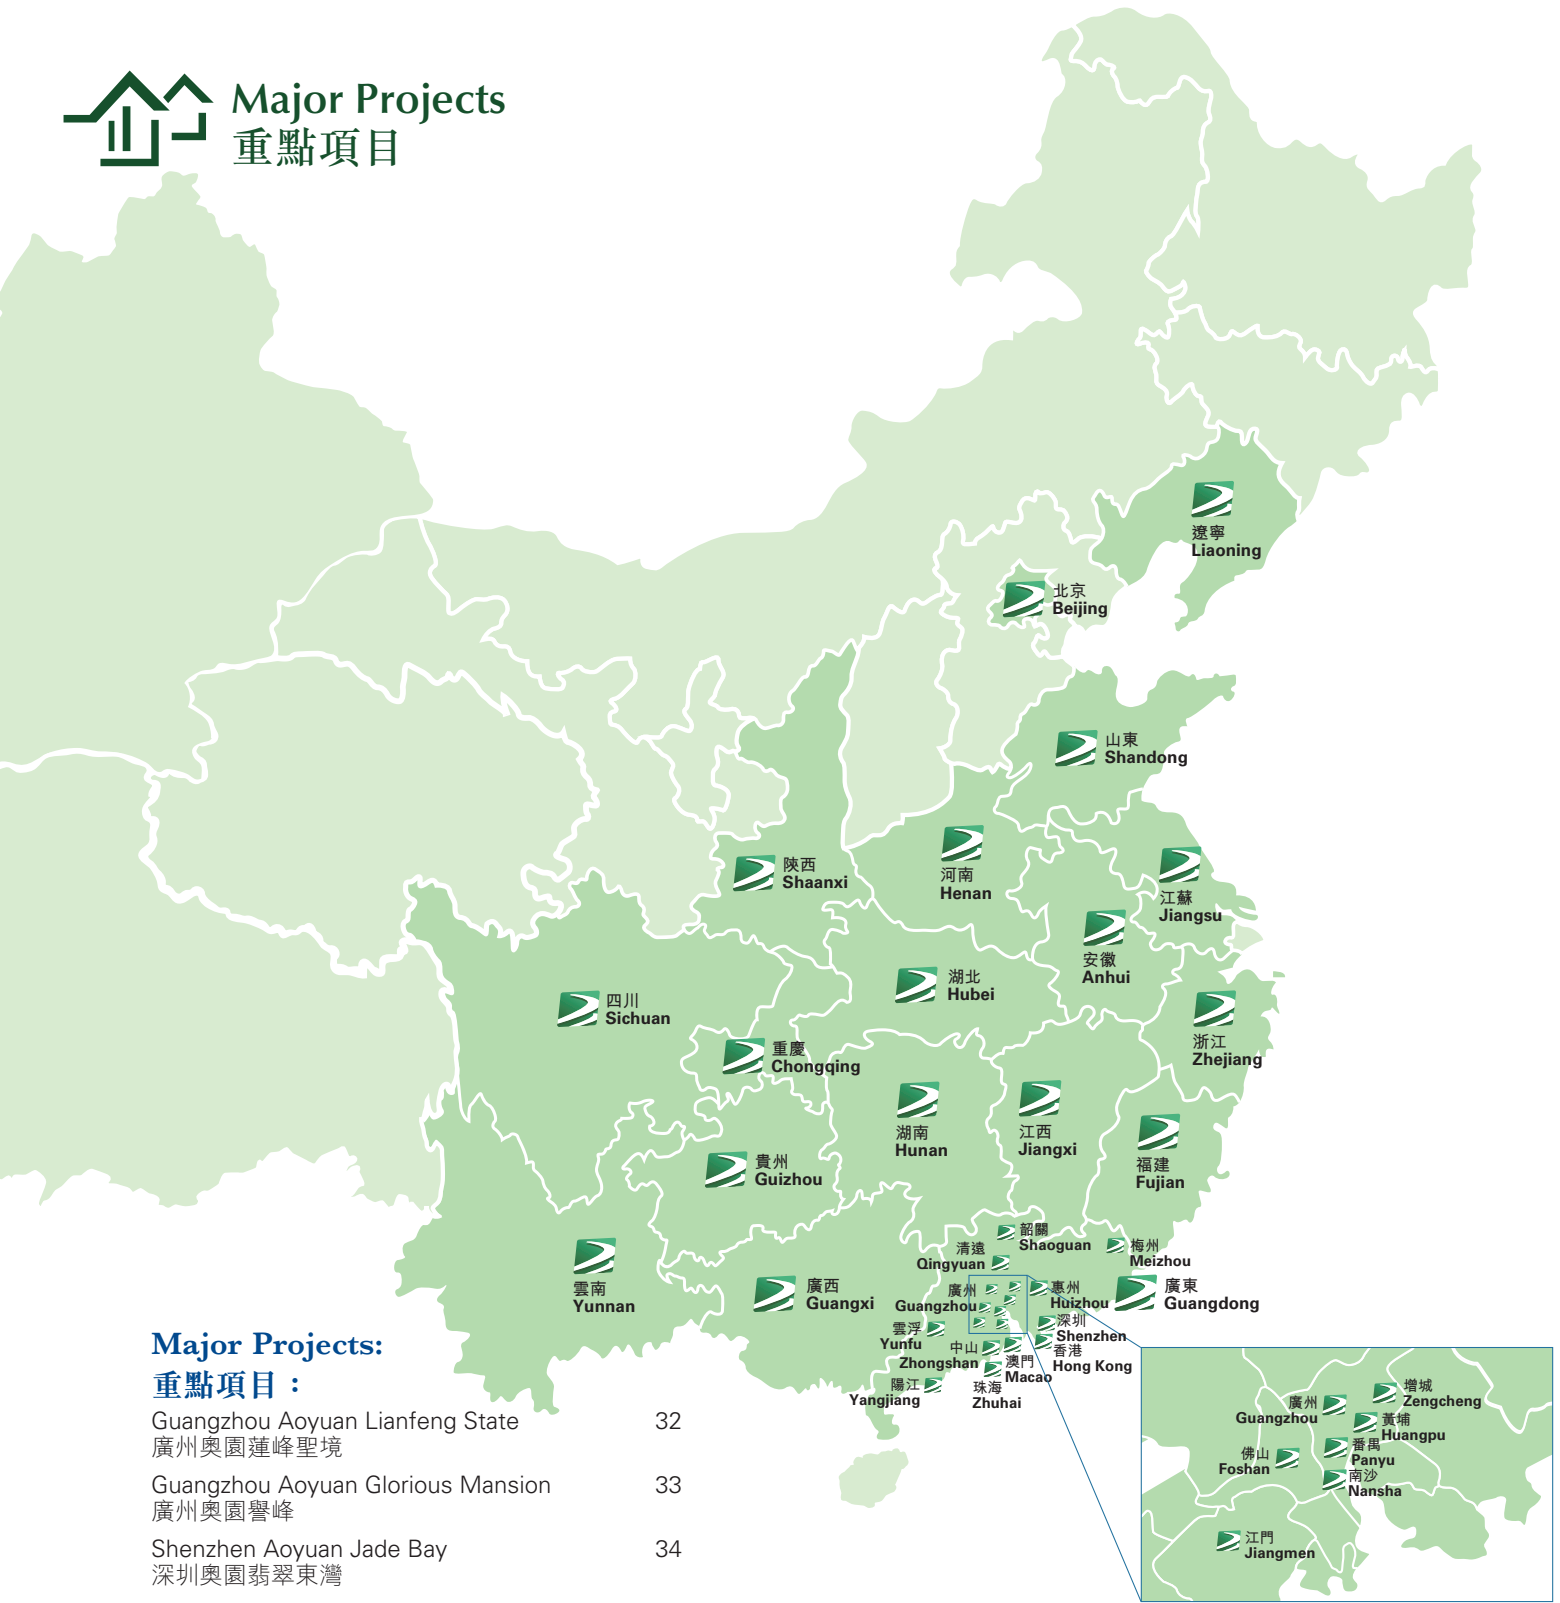 Major Projects
重點項目
遼寧
Liaoning
北京
Beijing
山東
Shandong
陝西
Shaanxi
河南
Henan
江蘇
Jiangsu
安徽
Anhui
湖北
Hubei
四川
Sichuan
浙江
Zhejiang
重慶
Chongqing
湖南
Hunan
江西
Jiangxi
福建
Fujian
貴州
Guizhou
雲南
Yunnan
廣西
Guangxi
韶關
Shaoguan
清遠
Qingyuan
梅州
Meizhou
廣州
Guangzhou
惠州
Huizhou
廣東
Guangdong
雲浮
Yunfu
深圳
Shenzhen
中山
Zhongshan
香港
Hong Kong
澳門
Macao
陽江
Yangjiang
珠海
Zhuhai
增城
Zengcheng
廣州
Guangzhou
黃埔
Huangpu
番禺
Panyu
佛山
Foshan
南沙
Nansha
江門
Jiangmen
Major Projects:
重點項目：
Guangzhou Aoyuan Lianfeng State 32
廣州奧園蓮峰聖境
Guangzhou Aoyuan Glorious Mansion 33
廣州奧園譽峰
Shenzhen Aoyuan Jade Bay 34
深圳奧園翡翠東灣